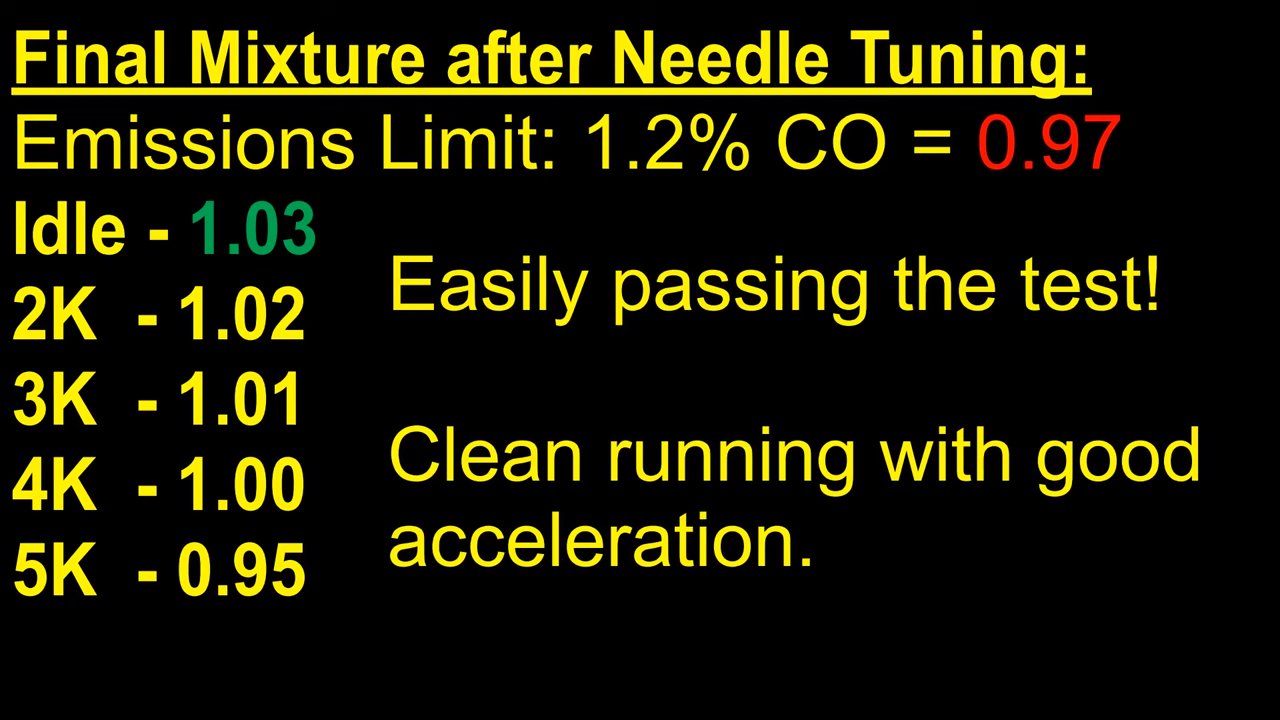 Final Mixture after Needle Tuning:
Emissions Limit: 1.2% CO = 0.97
Idle - 1.03
2K - 1.02
3K - 1.01
4K - 1.00
5K - 0.95
Easily passing the test!
Clean running with good
acceleration.